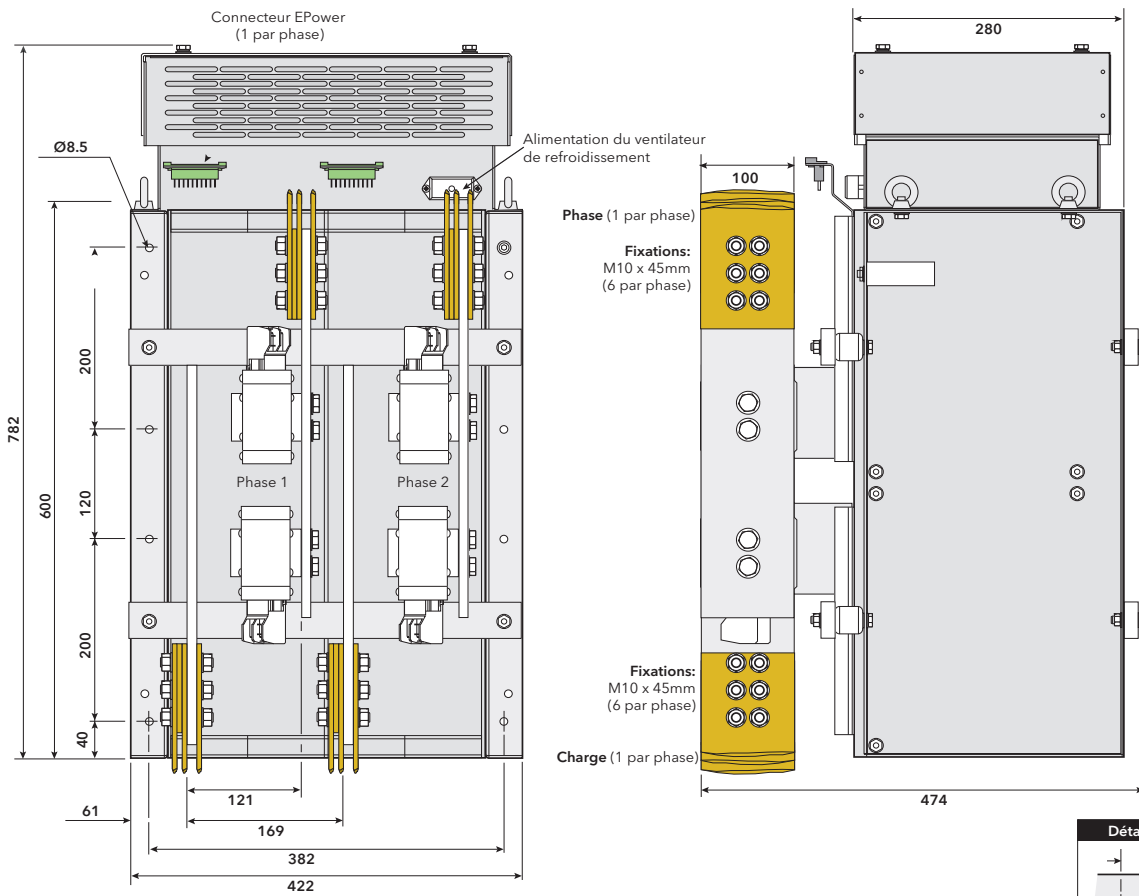 Connecteur EPower
(1 par phase)
280
Ø8.5
Alimentation du ventilateur
de refroidissement
100
Phase (1 par phase)
Fixations:
M10 x 45mm
(6 par phase)
200
782
600
120
Phase 1
Phase 2
200
40
Fixations:
M10 x 45mm
(6 par phase)
Charge (1 par phase)
61
121
169
382
422
474
Déta